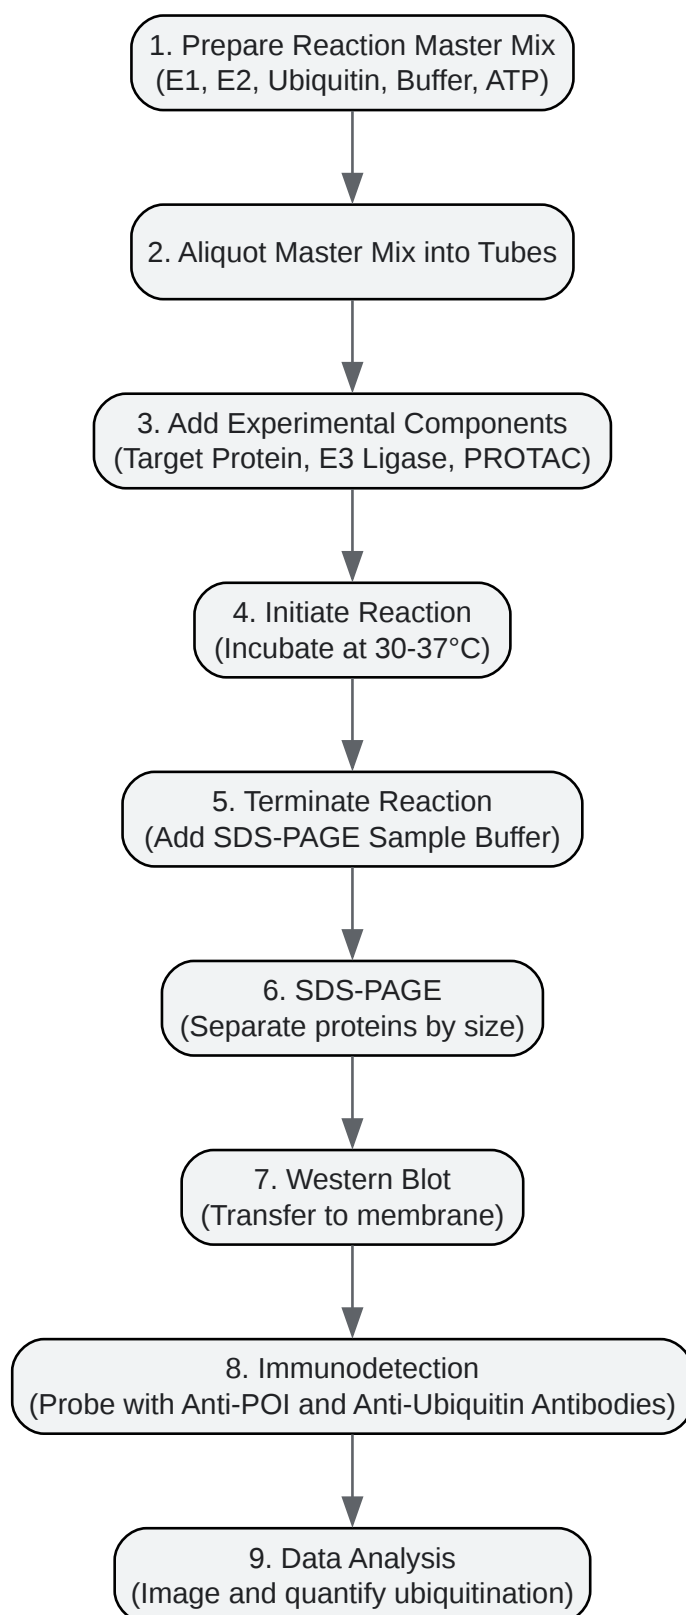 1. Prepare Reaction Master Mix
(E1, E2, Ubiquitin, Buffer, ATP)
2. Aliquot Master Mix into Tubes
3. Add Experimental Components
(Target Protein, E3 Ligase, PROTAC)
4. Initiate Reaction
(Incubate at 30-37°C)
5. Terminate Reaction
(Add SDS-PAGE Sample Buffer)
6. SDS-PAGE
(Separate proteins by size)
7. Western Blot
(Transfer to membrane)
8. Immunodetection
(Probe with Anti-POI and Anti-Ubiquitin Antibodies)
9. Data Analysis
(Image and quantify ubiquitination)